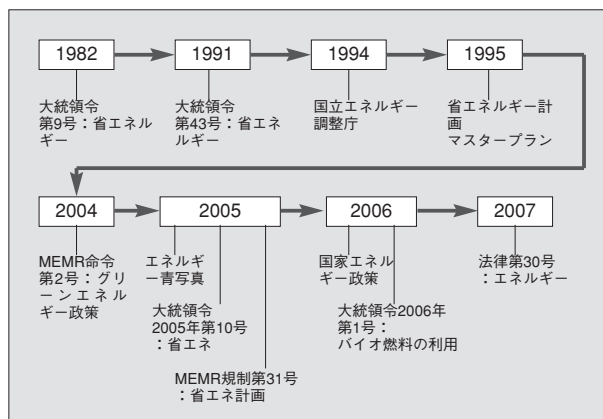 1982
1991
1994
1995
大統領令
第9号：省エネル
ギー
大統領令
第43号：省エネ
ルギー
国立エネルギー
調整庁
省エネルギー計
画
マスタープラン
2004
2005
2006
2007
MEMR命令
第2号：グリ
ーンエネル
ギー政策
エネルギ
ー青写真
大統領令
2005年第10号
：省エネ
MEMR規制第31号
：省エネ計画
国家エネル
ギー政策
大統領令2006年
第1号：
バイオ燃料の利用
法律第30号
：エネルギー